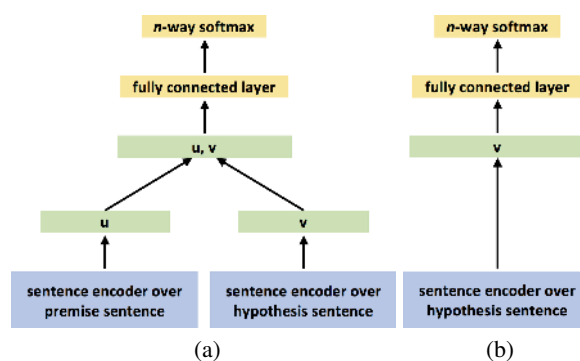 n-way softmax
fully connected layer
u, v
u
v
sentence encoder over
premise sentence
sentence encoder over
hypothesis sentence
(a)
n-way softmax
fully connected layer
v
sentence encoder over
hypothesis sentence
(b)